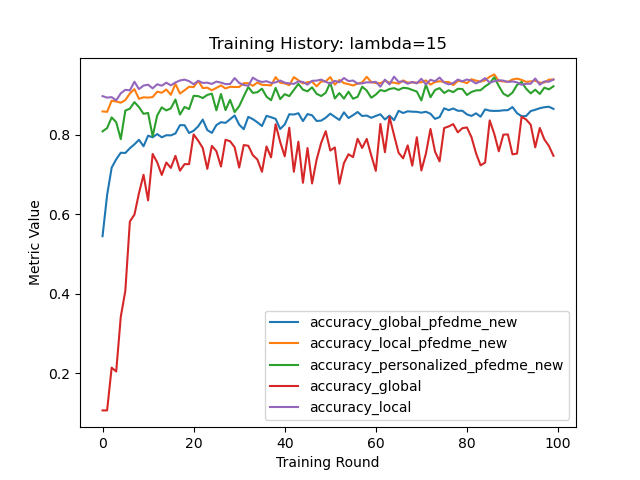 Training History: lambda=15
Metric Value
0.8
0.6
0.4
0.2
accuracy_global_pfedme_new
accuracy_local_pfedme_new
accuracy_personalized_pfedme_new
accuracy_global
accuracy_local
0 20 40 60 80 100
Training Round